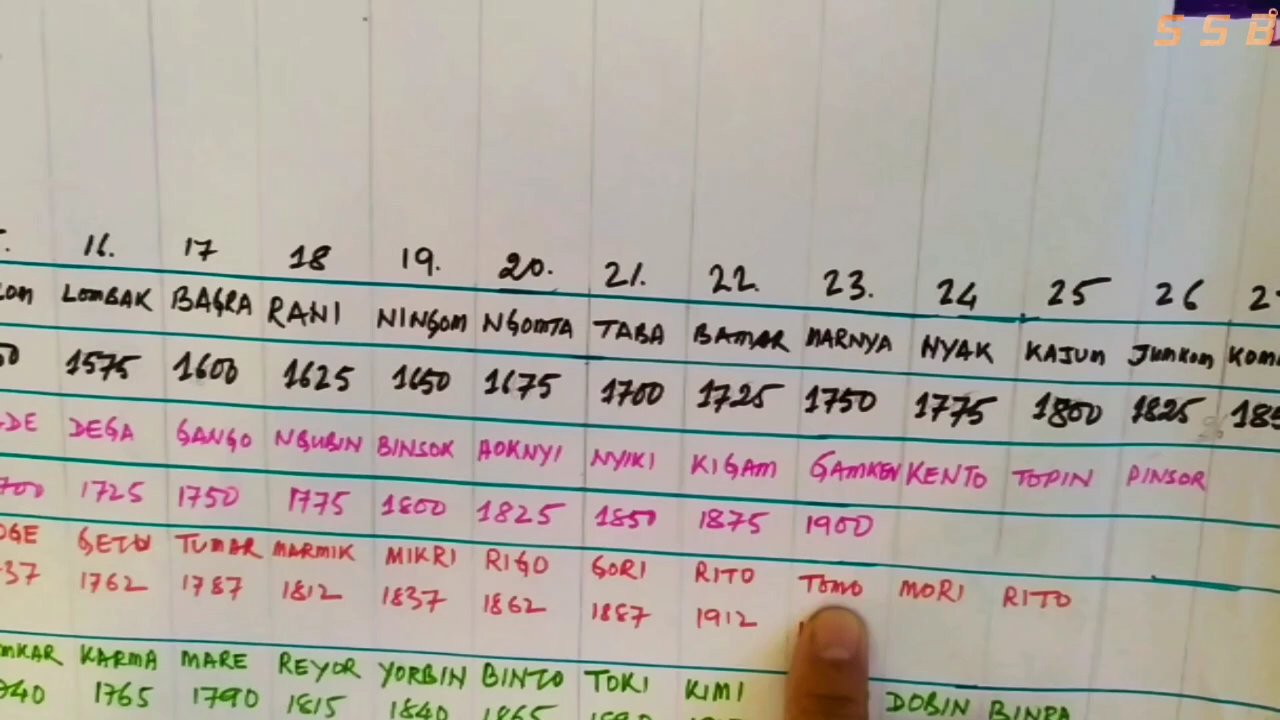 SSB
16. 17 18 19. 20. 21. 22. 23. 24 25 26
LOMBAK BAGRA RANI NINGOM NGOMTA TABA BAMAR MARNYA NYAK KAJUM JUMKOM
1575 1600 1625 1650 1675 1700 1725 1750 1775 1800 1825
DEGA GANGO NGUBIN BINSOK HOKNYI NYIKI KIGAM GAMKEN KENTO TOPIN PINSOR
1725 1750 1775 1800 1825 1850 1875 1900
GETU TUMAR MARMIK MIKRI RIGO GORI RITO TOMO MORI RITO
1762 1787 1812 1837 1862 1887 1912
KARMA MARE REYOR YORBIN BINTO TOKI KIMI DOBIN
1765 1790 1815 1840 1865